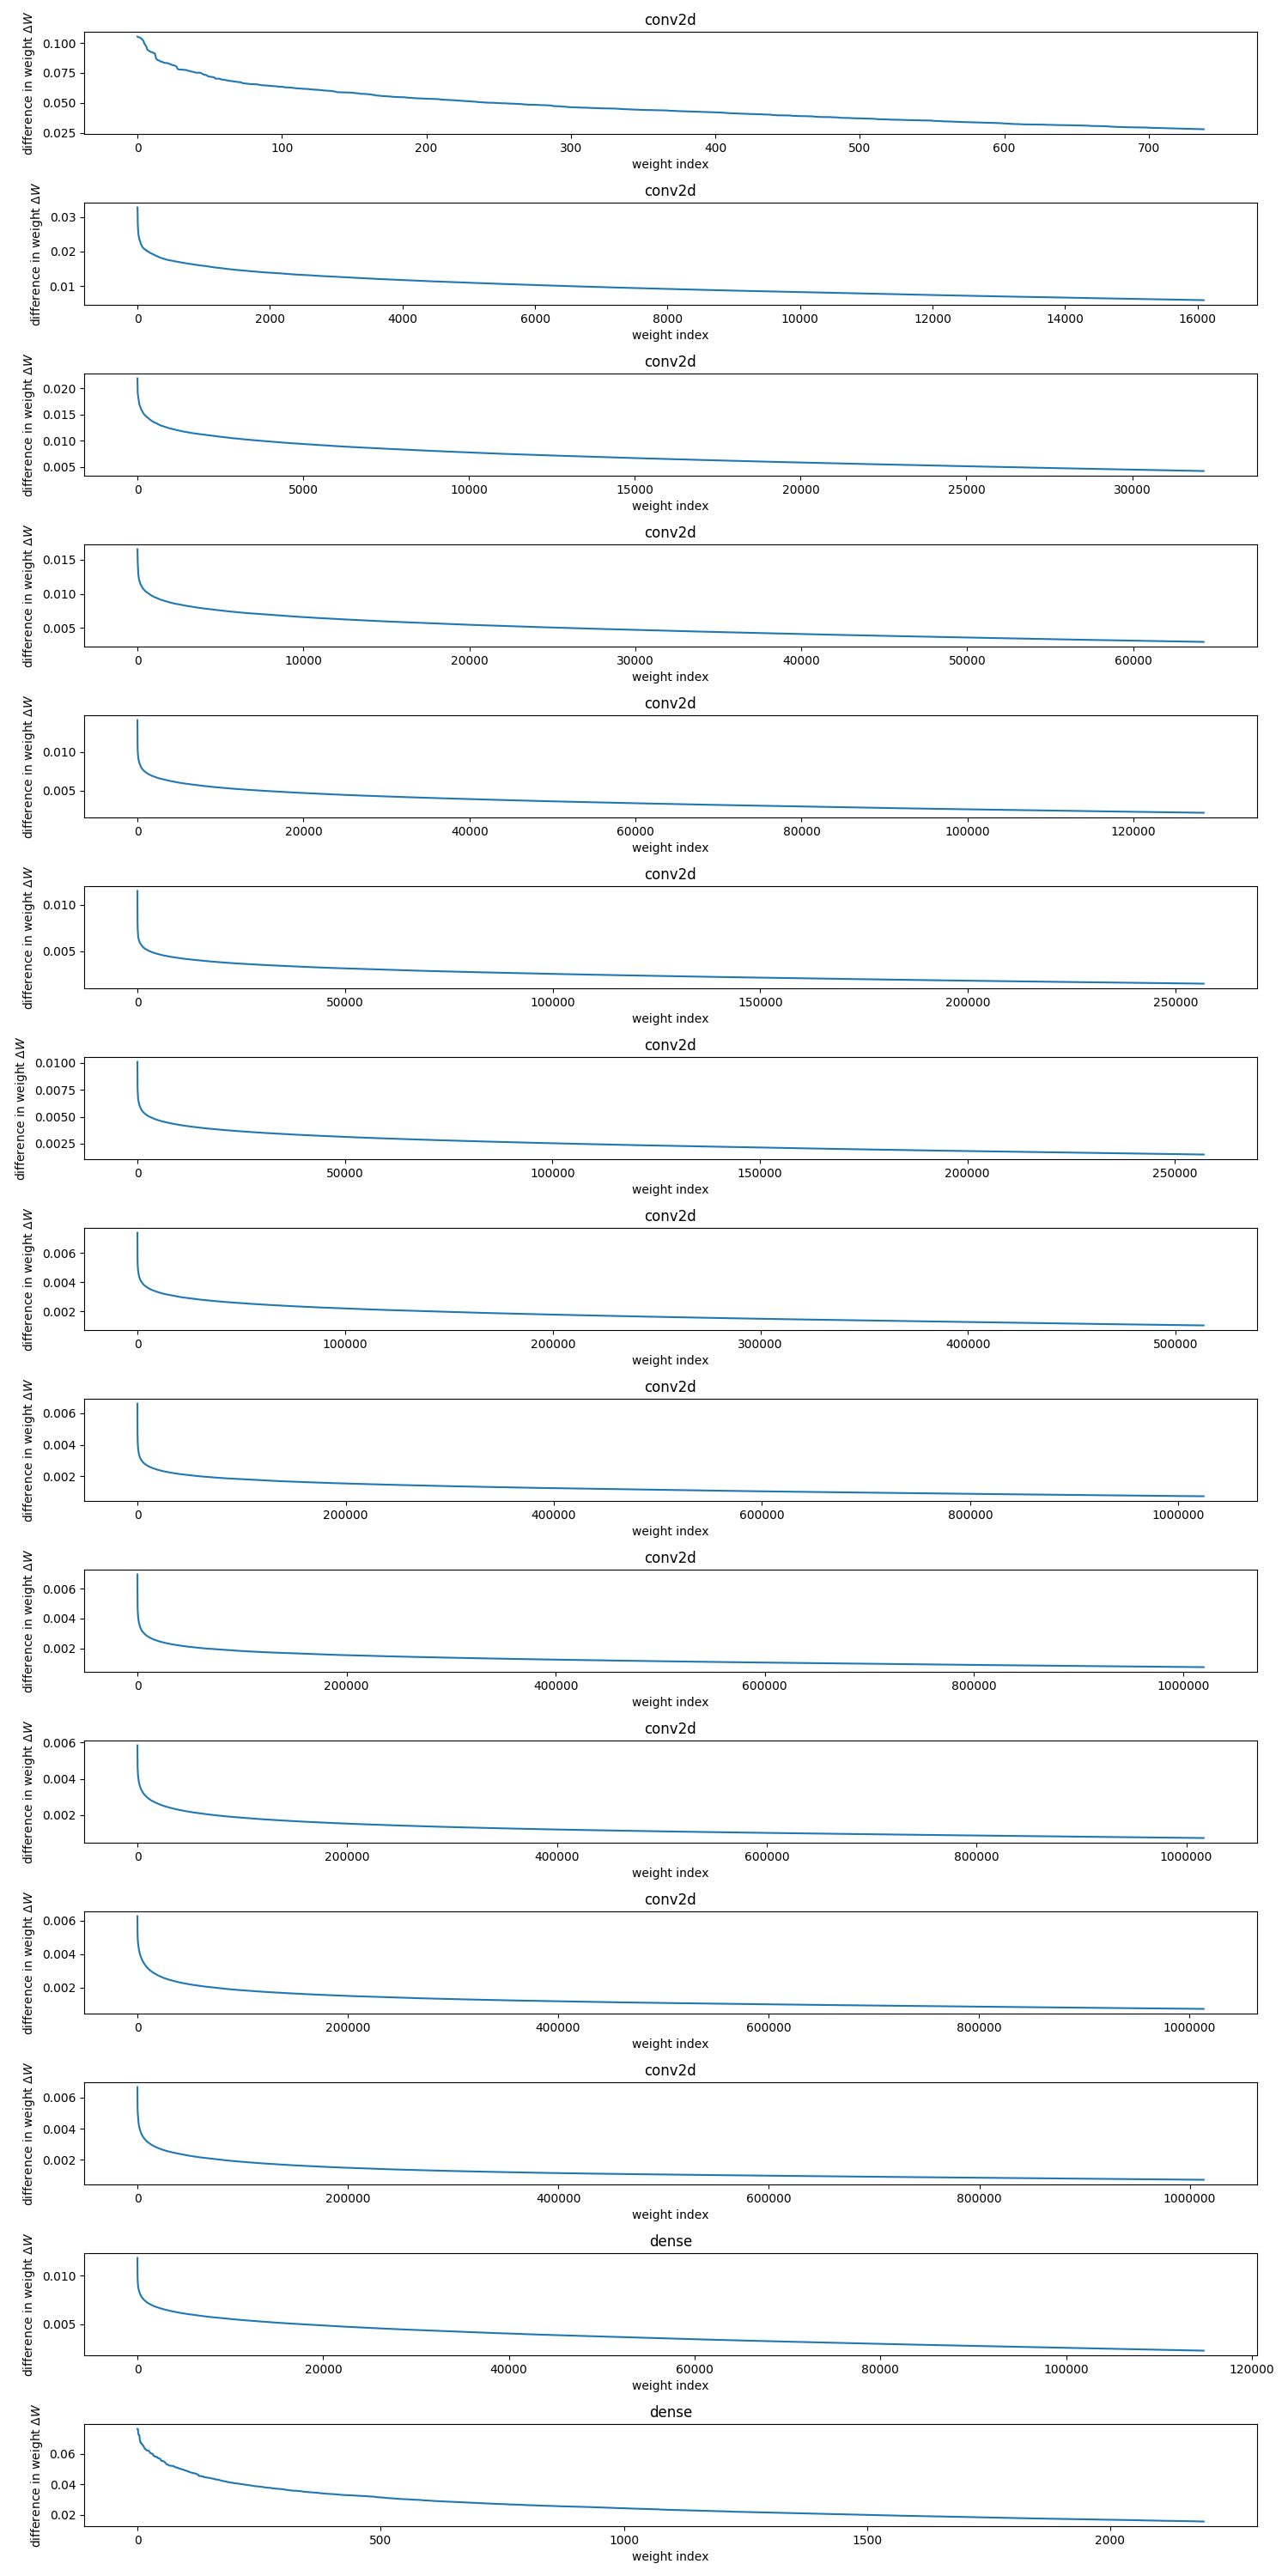 conv2d
difference in weight ΔW
0.100
0.075
0.050
0.025
0 100 200 300 400 500 600 700
weight index
conv2d
difference in weight ΔW
0.03
0.02
0.01
0 2000 4000 6000 8000 10000 12000 14000 16000
weight index
conv2d
difference in weight ΔW
0.020
0.015
0.010
0.005
0 5000 10000 15000 20000 25000 30000
weight index
conv2d
difference in weight ΔW
0.015
0.010
0.005
0 10000 20000 30000 40000 50000 60000
weight index
conv2d
difference in weight ΔW
0.010
0.005
0 20000 40000 60000 80000 100000 120000
weight index
conv2d
difference in weight ΔW
0.010
0.005
0 50000 100000 150000 200000 250000
weight index
conv2d
difference in weight ΔW
0.0100
0.0075
0.0050
0.0025
0 50000 100000 150000 200000 250000
weight index
conv2d
difference in weight ΔW
0.006
0.004
0.002
0 100000 200000 300000 400000 500000
weight index
conv2d
difference in weight ΔW
0.006
0.004
0.002
0 200000 400000 600000 800000 1000000
weight index
conv2d
difference in weight ΔW
0.006
0.004
0.002
0 200000 400000 600000 800000 1000000
weight index
conv2d
difference in weight ΔW
0.006
0.004
0.002
0 200000 400000 600000 800000 1000000
weight index
conv2d
difference in weight ΔW
0.006
0.004
0.002
0 200000 400000 600000 800000 1000000
weight index
conv2d
difference in weight ΔW
0.006
0.004
0.002
0 200000 400000 600000 800000 1000000
weight index
dense
difference in weight ΔW
0.010
0.005
0 20000 40000 60000 80000 100000 120000
weight index
dense
difference in weight ΔW
0.06
0.04
0.02
0 500 1000 1500 2000
weight index